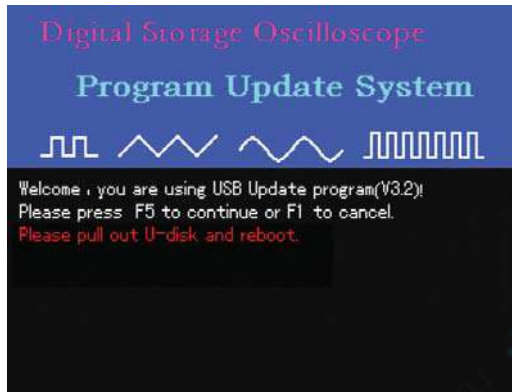 Digital Storage Oscilloscope
Program Update System
Welcome , you are using USB Update program(V3.2)!
Please press F5 to continue or F1 to cancel.
Please pull out U-disk and reboot.